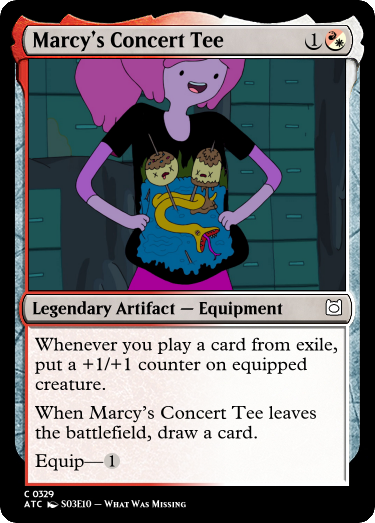 Marcy's Concert Tee 1
Legendary Artifact — Equipment
Whenever you play a card from exile,
put a +1/+1 counter on equipped
creature.
When Marcy's Concert Tee leaves
the battlefield, draw a card.
Equip—1
C 0329
ATC S03E10 – What Was Missing